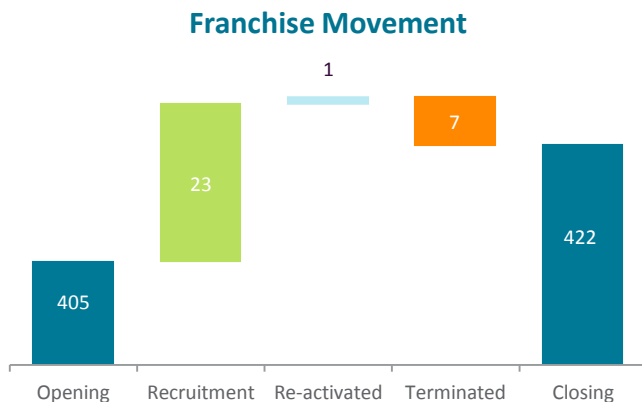 Franchise Movement
1
23
7
422
405
Opening Recruitment Re-activated Terminated Closing